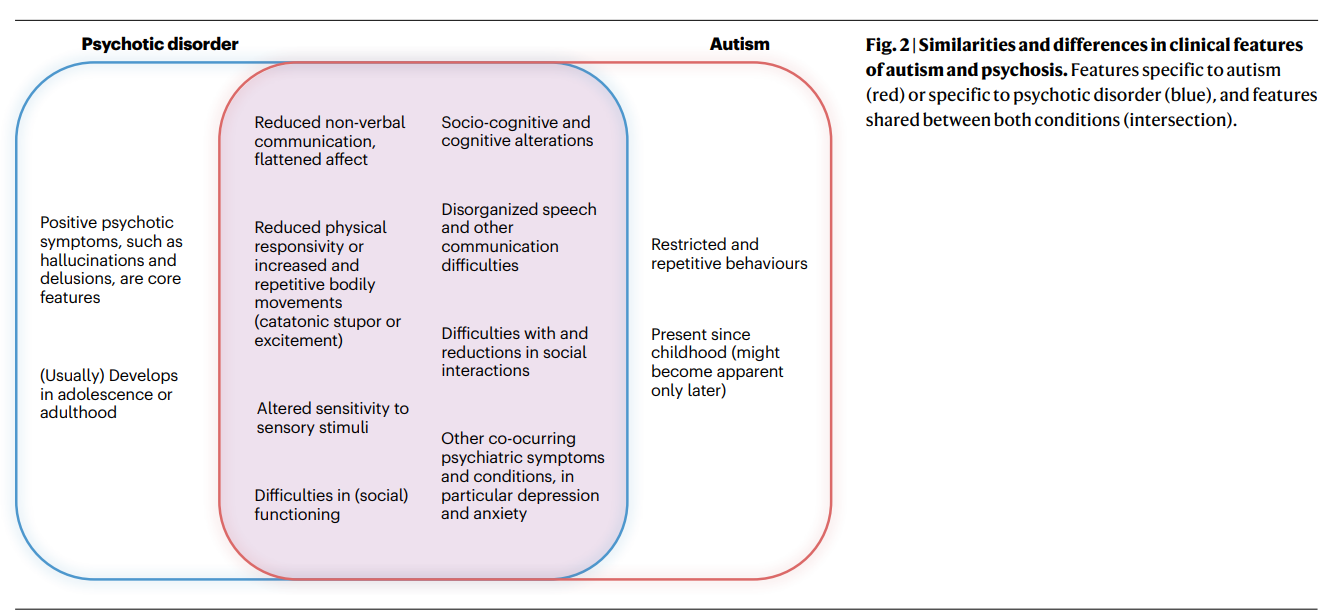 Psychotic disorder
Autism
Fig. 2 | Similarities and differences in clinical features
of autism and psychosis. Features specific to autism
(red) or specific to psychotic disorder (blue), and features
shared between both conditions (intersection).
Positive psychotic
symptoms, such as
hallucinations and
delusions, are core
features
(Usually) Develops
in adolescence or
adulthood
Reduced non-verbal
communication,
flattened affect
Reduced physical
responsivity or
increased and
repetitive bodily
movements
(catatonic stupor or
excitement)
Altered sensitivity to
sensory stimuli
Difficulties in (social)
functioning
Socio-cognitive and
cognitive alterations
Disorganized speech
and other
communication
difficulties
Difficulties with and
reductions in social
interactions
Other co-ocurring
psychiatric symptoms
and conditions, in
particular depression
and anxiety
Restricted and
repetitive behaviours
Present since
childhood (might
become apparent
only later)